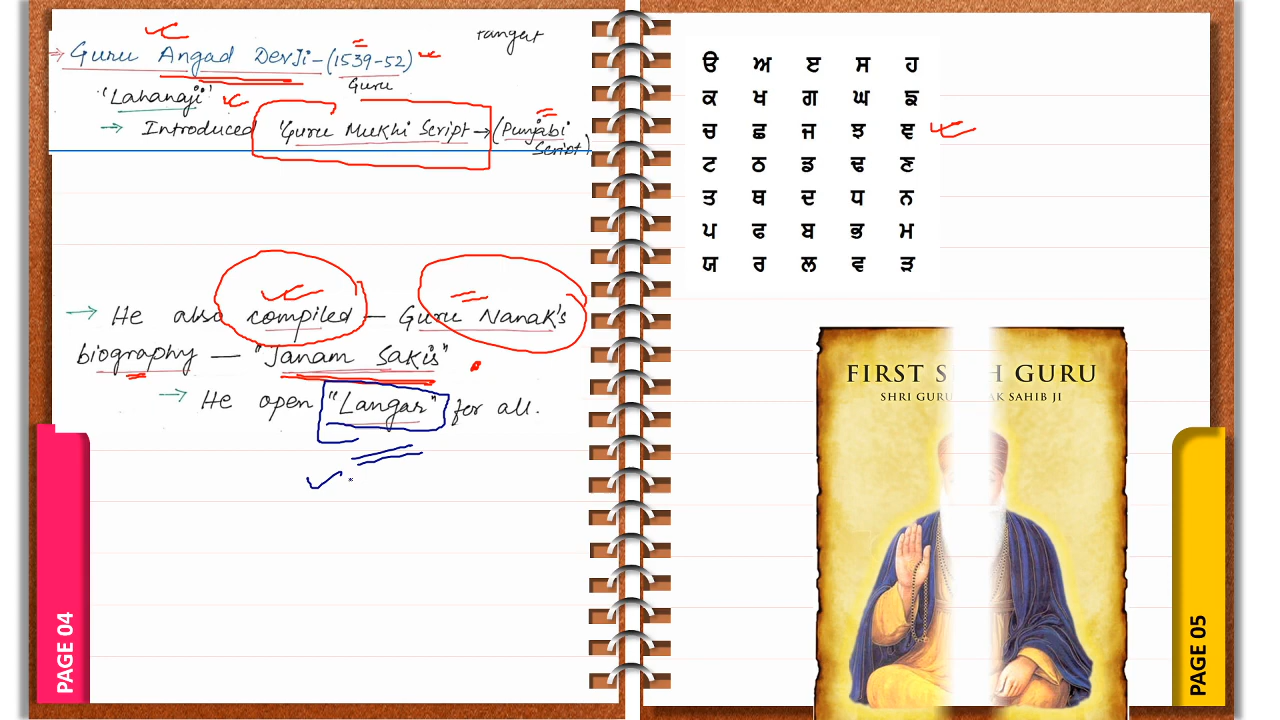 rangat
→ Guru Angad DevJi-(1539-52)
Guru
"Lahanaji"
→ Introduced 'Guru Mukhi Script → (Punjabi
Script)
→ He also compiled — Guru Nanak's
biography — "Janam Sakis"
→ He open "Langar" for all.
PAGE 04
ੳ ਅ ੲ ਸ ਹ
ਕ ਖ ਗ ਘ ਙ
ਚ ਛ ਜ ਝ ਞ
ਟ ਠ ਡ ਢ ਣ
ਤ ਥ ਦ ਧ ਨ
ਪ ਫ ਬ ਭ ਮ
ਯ ਰ ਲ ਵ ੜ
FIRST S H GURU
SHRI GURU AK SAHIB JI
PAGE 05